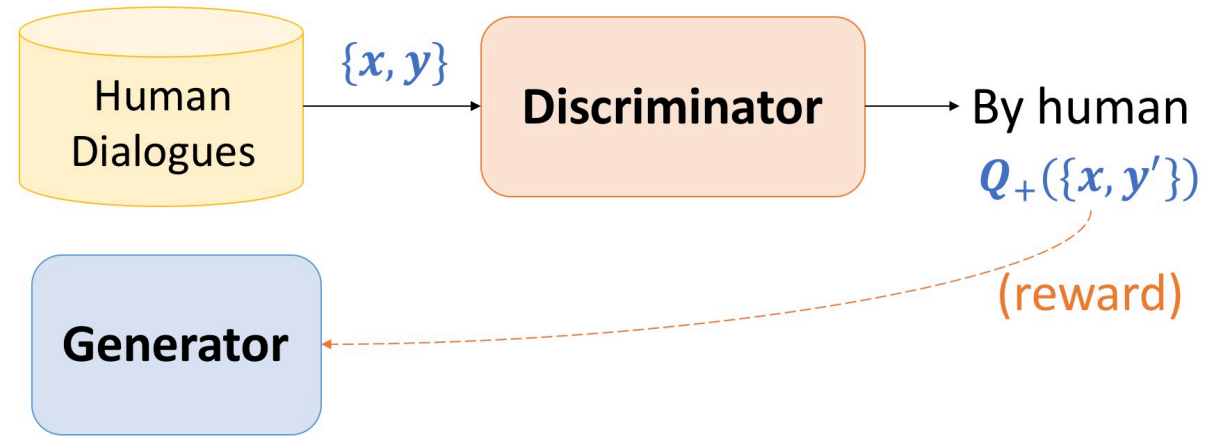 Human
Dialogues
{x, y}
Discriminator
By human
Q₊({x, y′})
(reward)
Generator